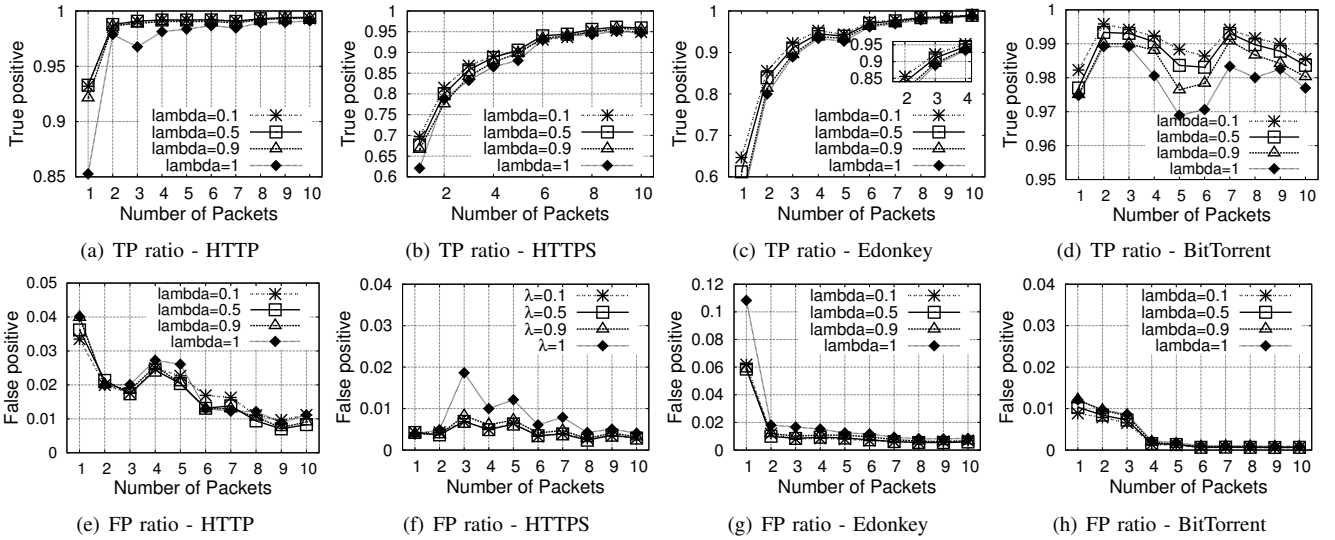 True positive
1
0.95
0.9
0.85
lambda=0.1
lambda=0.5
lambda=0.9
lambda=1
1 2 3 4 5 6 7 8 9 10
Number of Packets
(a) TP ratio - HTTP
True positive
1
0.95
0.9
0.85
0.8
0.75
0.7
0.65
0.6
lambda=0.1
lambda=0.5
lambda=0.9
lambda=1
1 2 3 4 5 6 7 8 9 10
Number of Packets
(b) TP ratio - HTTPS
True positive
1
0.9
0.8
0.7
0.6
0.95
0.9
0.85
2 3 4
lambda=0.1
lambda=0.5
lambda=0.9
lambda=1
1 2 3 4 5 6 7 8 9 10
Number of Packets
(c) TP ratio - Edonkey
True positive
1
0.99
0.98
0.97
0.96
0.95
lambda=0.1
lambda=0.5
lambda=0.9
lambda=1
1 2 3 4 5 6 7 8 9 10
Number of Packets
(d) TP ratio - BitTorrent
False positive
0.05
0.04
0.03
0.02
0.01
0
lambda=0.1
lambda=0.5
lambda=0.9
lambda=1
1 2 3 4 5 6 7 8 9 10
Number of Packets
(e) FP ratio - HTTP
False positive
0.04
0.03
0.02
0.01
0
λ=0.1
λ=0.5
λ=0.9
λ=1
1 2 3 4 5 6 7 8 9 10
Number of Packets
(f) FP ratio - HTTPS
False positive
0.12
0.1
0.08
0.06
0.04
0.02
0
lambda=0.1
lambda=0.5
lambda=0.9
lambda=1
1 2 3 4 5 6 7 8 9 10
Number of Packets
(g) FP ratio - Edonkey
False positive
0.04
0.03
0.02
0.01
0
lambda=0.1
lambda=0.5
lambda=0.9
lambda=1
1 2 3 4 5 6 7 8 9 10
Number of Packets
(h) FP ratio - BitTorrent